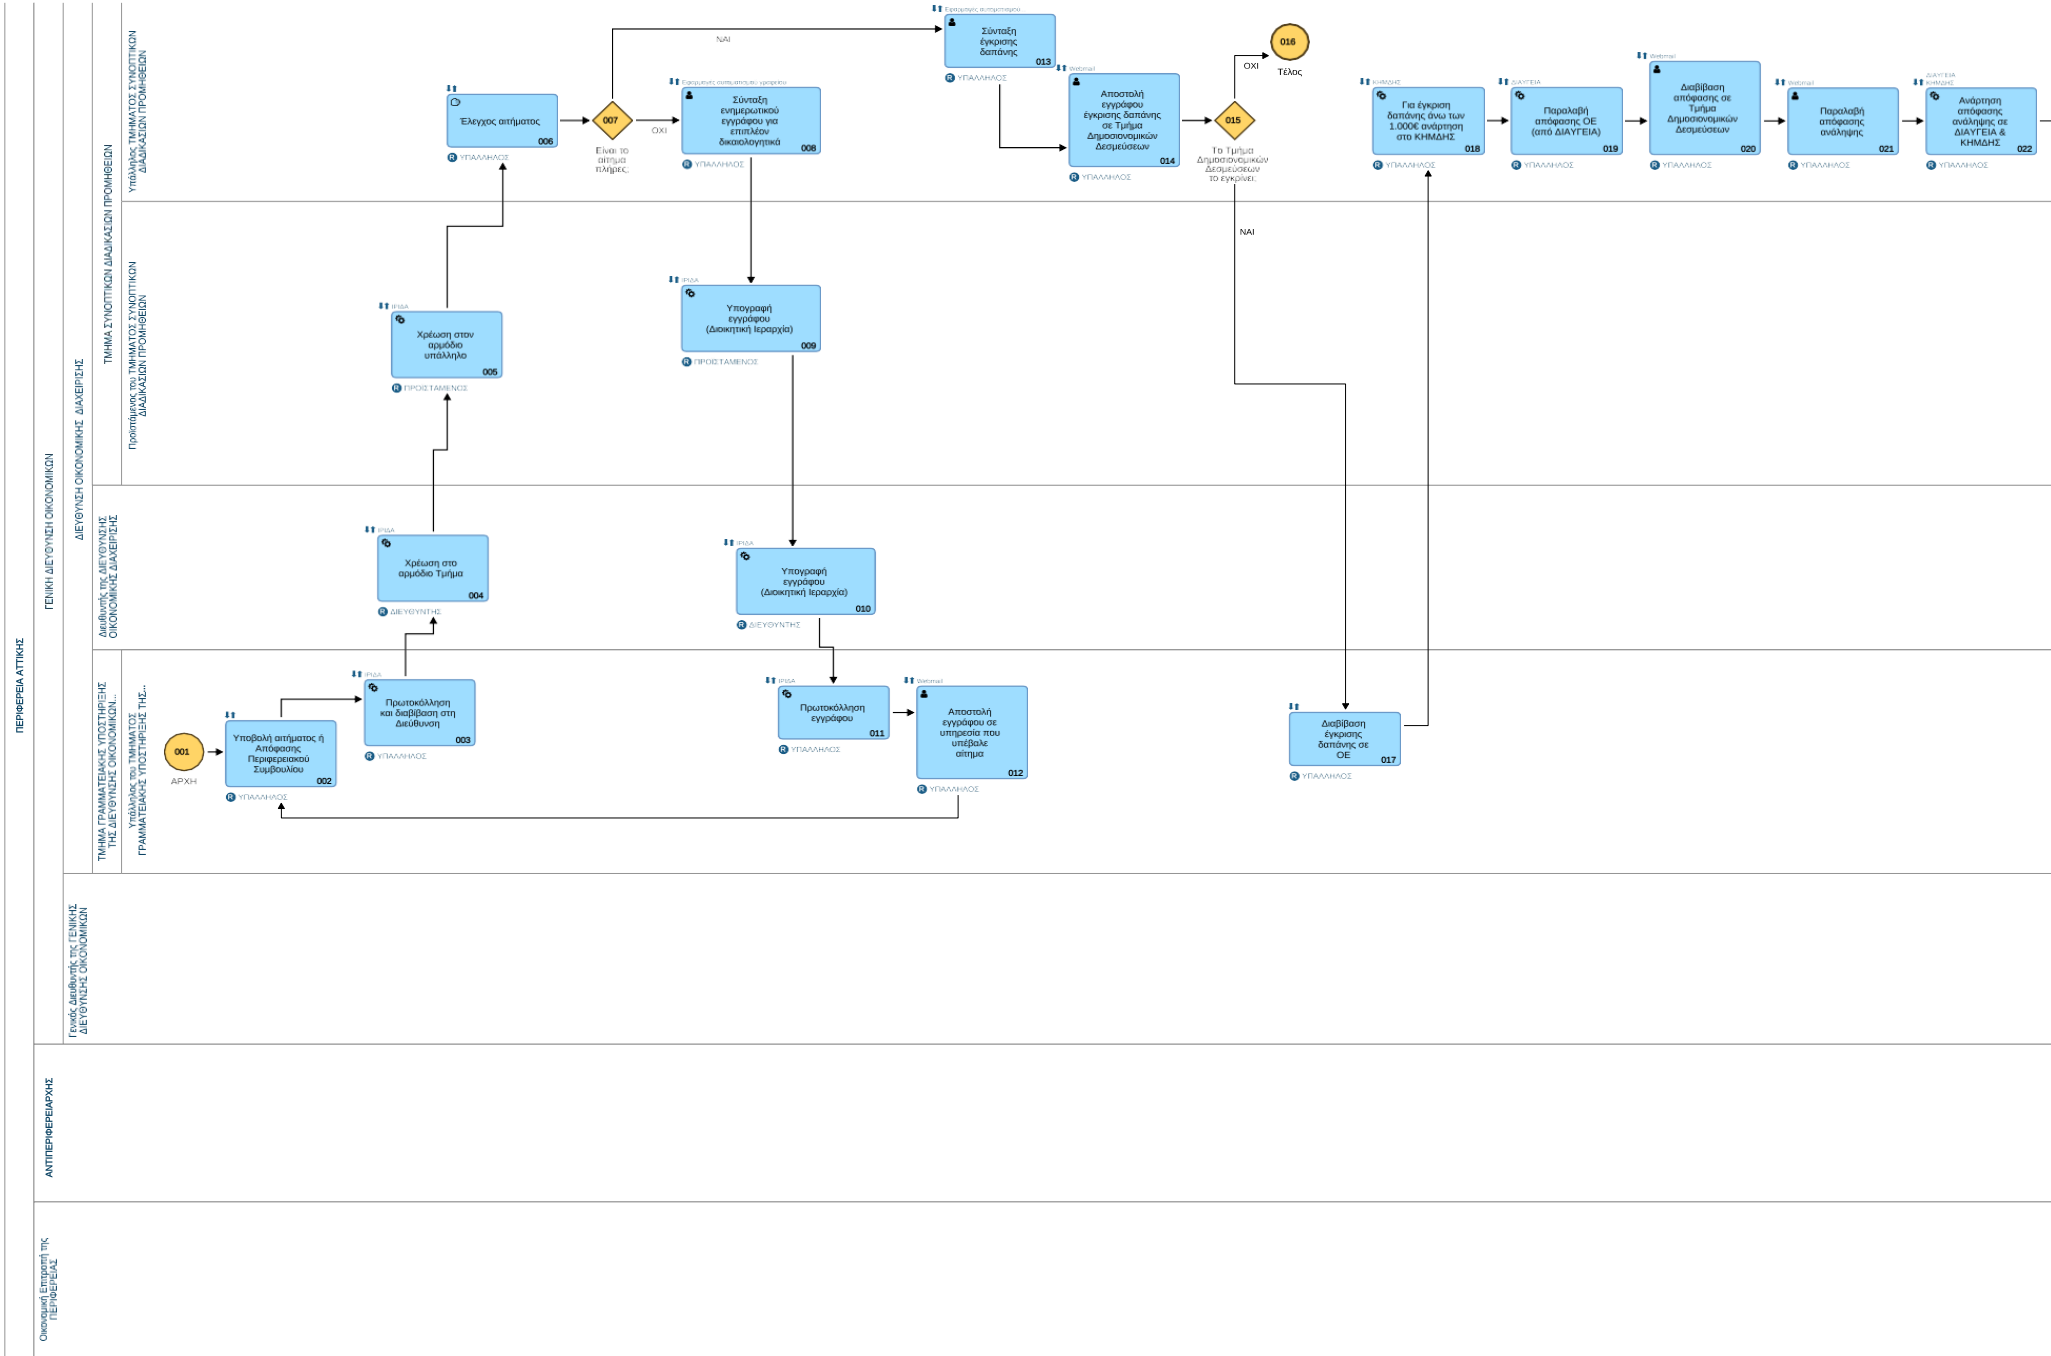 ΠΕΡΙΦΕΡΕΙΑ ΑΤΤΙΚΗΣ
ΓΕΝΙΚΗ ΔΙΕΥΘΥΝΣΗ ΟΙΚΟΝΟΜΙΚΩΝ
ΔΙΕΥΘΥΝΣΗ ΟΙΚΟΝΟΜΙΚΗΣ ΔΙΑΧΕΙΡΙΣΗΣ
ΤΜΗΜΑ ΣΥΝΟΠΤΙΚΩΝ ΔΙΑΔΙΚΑΣΙΩΝ ΠΡΟΜΗΘΕΙΩΝ
Υπάλληλος ΤΜΗΜΑΤΟΣ ΣΥΝΟΠΤΙΚΩΝ
ΔΙΑΔΙΚΑΣΙΩΝ ΠΡΟΜΗΘΕΙΩΝ
Έλεγχος αιτήματος
006
R ΥΠΑΛΛΗΛΟΣ
007
Είναι το
αίτημα
πλήρες;
ΝΑΙ
ΟΧΙ
Εφαρμογές αυτοματισμού γραφείου
Σύνταξη
ενημερωτικού
εγγράφου για
επιπλέον
δικαιολογητικά
008
R ΥΠΑΛΛΗΛΟΣ
Εφαρμογές αυτοματισμού
Σύνταξη
έγκρισης
δαπάνης
013
R ΥΠΑΛΛΗΛΟΣ
Webmail
Αποστολή
εγγράφου
έγκρισης δαπάνης
σε Τμήμα
Δημοσιονομικών
Δεσμεύσεων
014
R ΥΠΑΛΛΗΛΟΣ
015
Το Τμήμα
Δημοσιονομικών
Δεσμεύσεων
το εγκρίνει;
ΟΧΙ
016
Τέλος
ΝΑΙ
ΚΗΜΔΗΣ
Για έγκριση
δαπάνης άνω των
1.000€ ανάρτηση
στο ΚΗΜΔΗΣ
018
R ΥΠΑΛΛΗΛΟΣ
ΔΙΑΥΓΕΙΑ
Παραλαβή
απόφασης ΟΕ
(από ΔΙΑΥΓΕΙΑ)
019
R ΥΠΑΛΛΗΛΟΣ
Webmail
Διαβίβαση
απόφασης σε
Τμήμα
Δημοσιονομικών
Δεσμεύσεων
020
R ΥΠΑΛΛΗΛΟΣ
Webmail
Παραλαβή
απόφασης
ανάληψης
021
R ΥΠΑΛΛΗΛΟΣ
ΔΙΑΥΓΕΙΑ
ΚΗΜΔΗΣ
Ανάρτηση
απόφασης
ανάληψης σε
ΔΙΑΥΓΕΙΑ &
ΚΗΜΔΗΣ
022
R ΥΠΑΛΛΗΛΟΣ
Προϊστάμενος του ΤΜΗΜΑΤΟΣ ΣΥΝΟΠΤΙΚΩΝ
ΔΙΑΔΙΚΑΣΙΩΝ ΠΡΟΜΗΘΕΙΩΝ
ΙΡΙΔΑ
Χρέωση στον
αρμόδιο
υπάλληλο
005
R ΠΡΟΪΣΤΑΜΕΝΟΣ
ΙΡΙΔΑ
Υπογραφή
εγγράφου
(Διοικητική Ιεραρχία)
009
R ΠΡΟΪΣΤΑΜΕΝΟΣ
Διευθυντής της ΔΙΕΥΘΥΝΣΗΣ
ΟΙΚΟΝΟΜΙΚΗΣ ΔΙΑΧΕΙΡΙΣΗΣ
ΙΡΙΔΑ
Χρέωση στο
αρμόδιο Τμήμα
004
R ΔΙΕΥΘΥΝΤΗΣ
ΙΡΙΔΑ
Υπογραφή
εγγράφου
(Διοικητική Ιεραρχία)
010
R ΔΙΕΥΘΥΝΤΗΣ
ΤΜΗΜΑ ΓΡΑΜΜΑΤΕΙΑΚΗΣ ΥΠΟΣΤΗΡΙΞΗΣ
ΤΗΣ ΔΙΕΥΘΥΝΣΗΣ ΟΙΚΟΝΟΜΙΚΩΝ...
Υπάλληλος του ΤΜΗΜΑΤΟΣ
ΓΡΑΜΜΑΤΕΙΑΚΗΣ ΥΠΟΣΤΗΡΙΞΗΣ ΤΗΣ...
001
ΑΡΧΗ
Υποβολή αιτήματος ή
Απόφασης
Περιφερειακού
Συμβουλίου
002
R ΥΠΑΛΛΗΛΟΣ
ΙΡΙΔΑ
Πρωτοκόλληση
και διαβίβαση στη
Διεύθυνση
003
R ΥΠΑΛΛΗΛΟΣ
ΙΡΙΔΑ
Πρωτοκόλληση
εγγράφου
011
R ΥΠΑΛΛΗΛΟΣ
Webmail
Αποστολή
εγγράφου σε
υπηρεσία που
υπέβαλε
αίτημα
012
R ΥΠΑΛΛΗΛΟΣ
Διαβίβαση
έγκρισης
δαπάνης σε
ΟΕ
017
R ΥΠΑΛΛΗΛΟΣ
Γενικός Διευθυντής της ΓΕΝΙΚΗΣ
ΔΙΕΥΘΥΝΣΗΣ ΟΙΚΟΝΟΜΙΚΩΝ
ΑΝΤΙΠΕΡΙΦΕΡΕΙΑΡΧΗΣ
Οικονομική Επιτροπή της
ΠΕΡΙΦΕΡΕΙΑΣ